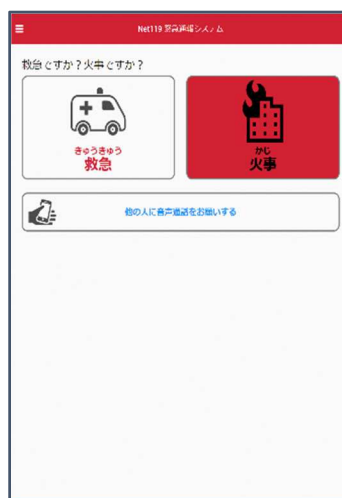 Net119 緊急通報システム
救急ですか？火事ですか？
きゅうきゅう
救急
かじ
火事
他の人に音声通話をお願いする